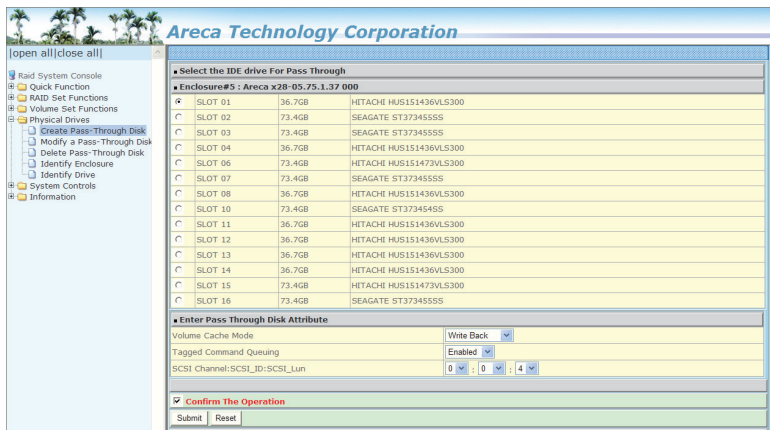 Areca Technology Corporation
|open all|close all|
Raid System Console
Quick Function
RAID Set Functions
Volume Set Functions
Physical Drives
Create Pass-Through Disk
Modify a Pass-Through Disk
Delete Pass-Through Disk
Identify Enclosure
Identify Drive
System Controls
Information
Select the IDE drive For Pass Through
Enclosure#5 : Areca x28-05.75.1.37 000
SLOT 01 36.7GB HITACHI HUS151436VLS300
SLOT 02 73.4GB SEAGATE ST373455SS
SLOT 03 73.4GB SEAGATE ST373455SS
SLOT 04 36.7GB HITACHI HUS151436VLS300
SLOT 06 73.4GB HITACHI HUS151473VLS300
SLOT 07 73.4GB SEAGATE ST373455SS
SLOT 08 36.7GB HITACHI HUS151436VLS300
SLOT 10 73.4GB SEAGATE ST373454SS
SLOT 11 36.7GB HITACHI HUS151436VLS300
SLOT 12 36.7GB HITACHI HUS151436VLS300
SLOT 13 36.7GB HITACHI HUS151436VLS300
SLOT 14 36.7GB HITACHI HUS151436VLS300
SLOT 15 73.4GB HITACHI HUS151473VLS300
SLOT 16 73.4GB SEAGATE ST373455SS
Enter Pass Through Disk Attribute
Volume Cache Mode Write Back
Tagged Command Queuing Enabled
SCSI Channel:SCSI_ID:SCSI_Lun 0 : 0 : 4
Confirm The Operation
Submit Reset